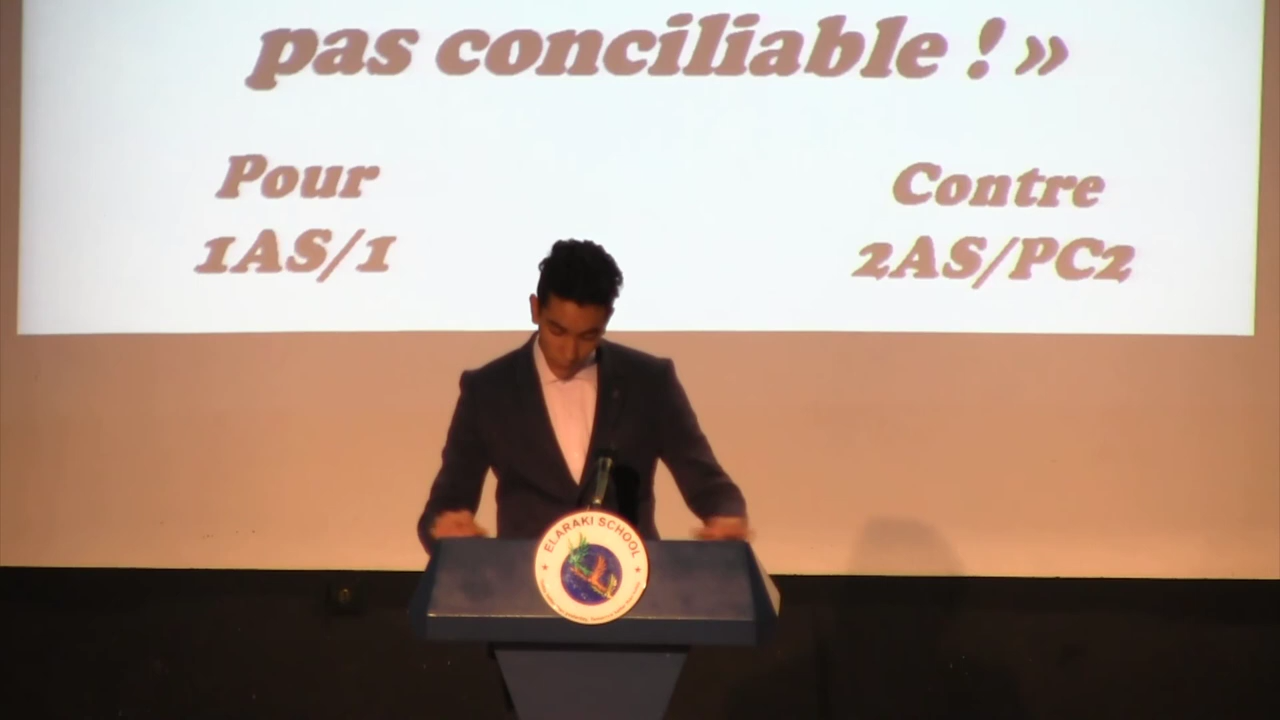 pas conciliable ! »
Pour
Contre
1AS/1
2AS/PC2
ELARAKI SCHOOL